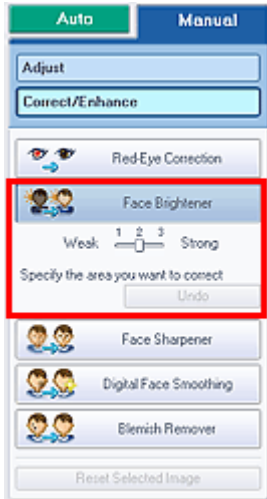 Auto Manual
Adjust
Correct/Enhance
Red-Eye Correction
Face Brightener
1 2 3
Weak Strong
Specify the area you want to correct
Undo
Face Sharpener
Digital Face Smoothing
Blemish Remover
Reset Selected Image